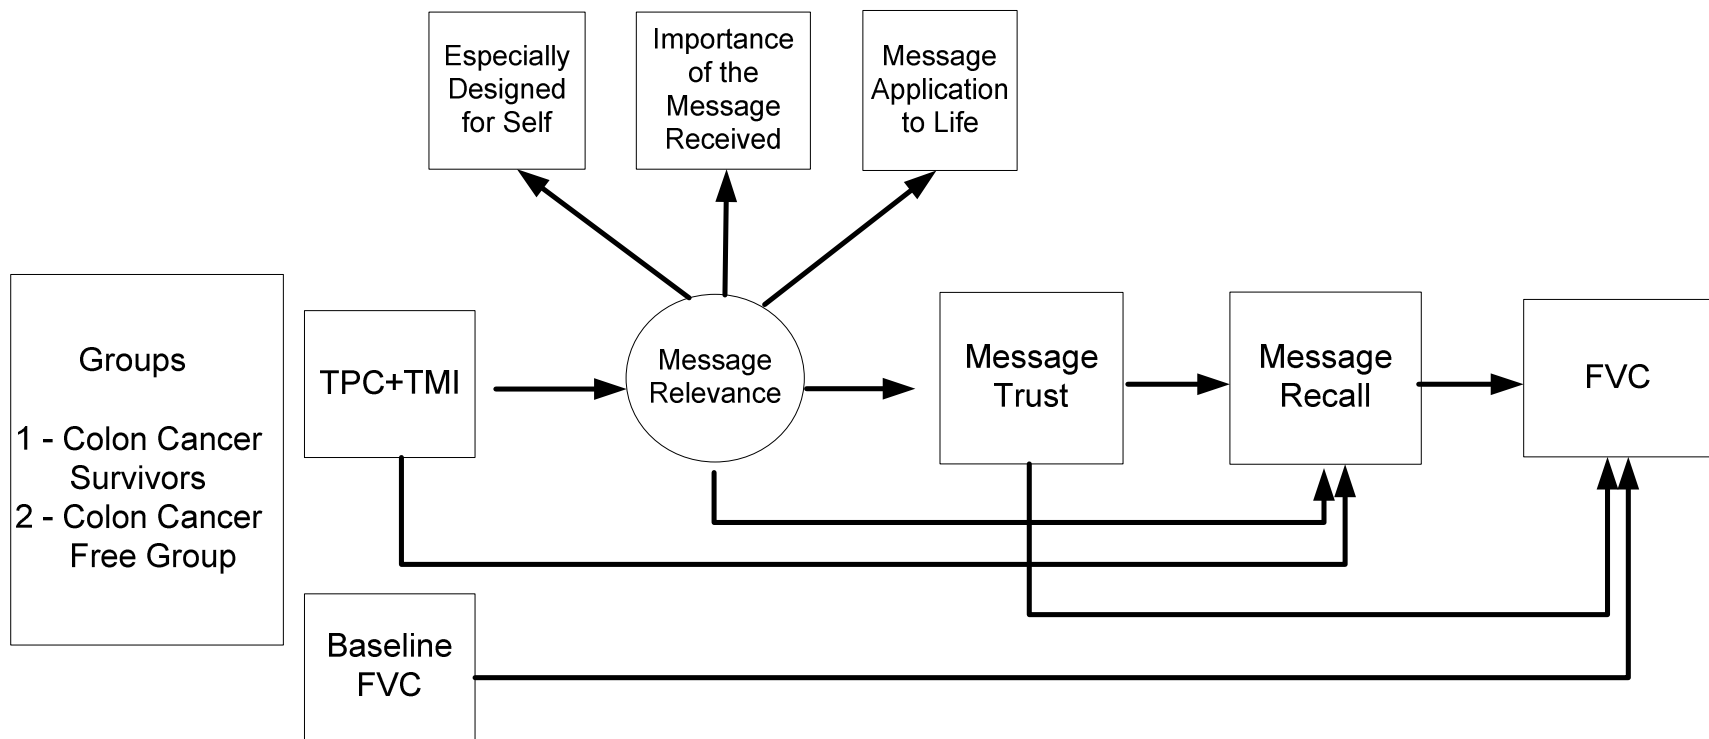 Especially
Designed
for Self
Importance
of the
Message
Received
Message
Application
to Life
Groups
1 - Colon Cancer
Survivors
2 - Colon Cancer
Free Group
TPC+TMI
Message
Relevance
Message
Trust
Message
Recall
FVC
Baseline
FVC